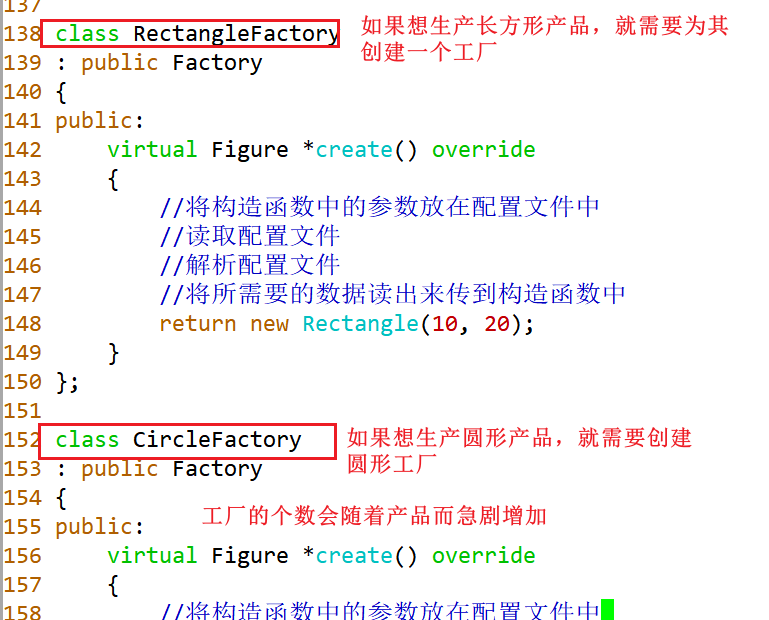 137
138 class RectangleFactory 如果想生产长方形产品，就需要为其
创建一个工厂
139 : public Factory
140 {
141 public:
142 virtual Figure *create() override
143 {
144 //将构造函数中的参数放在配置文件中
145 //读取配置文件
146 //解析配置文件
147 //将所需要的数据读出来传到构造函数中
148 return new Rectangle(10, 20);
149 }
150 };
151
152 class CircleFactory 如果想生产圆形产品，就需要创建
圆形工厂
153 : public Factory
154 {
工厂的个数会随着产品而急剧增加
155 public:
156 virtual Figure *create() override
157 {
158 //将构造函数中的参数放在配置文件中